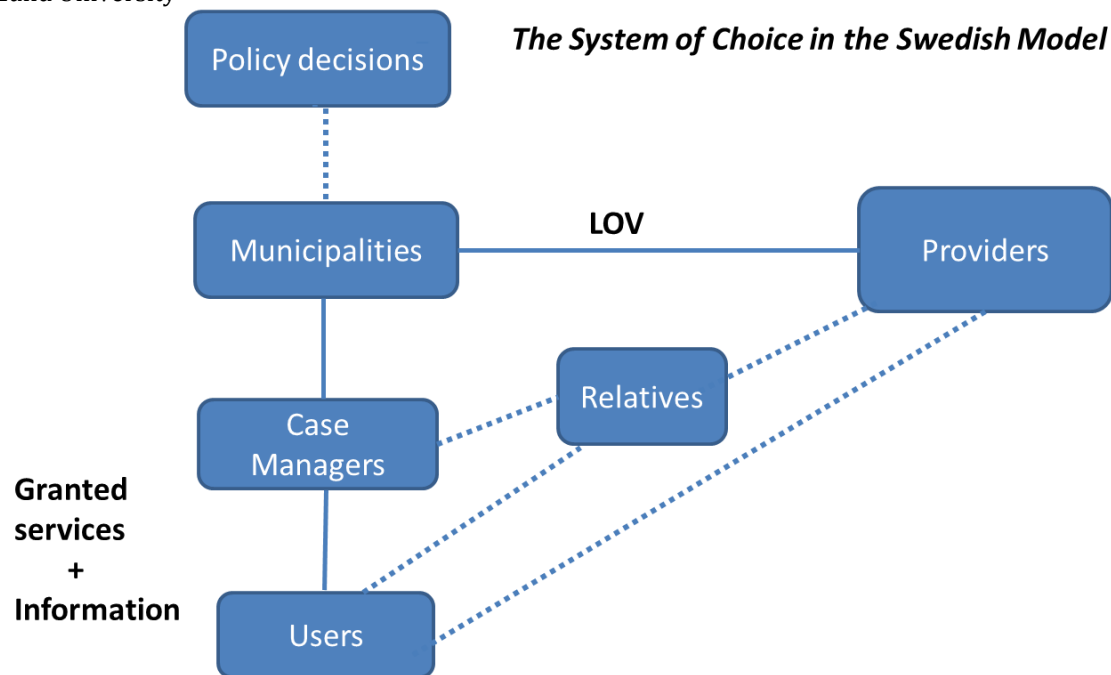 University
The System of Choice in the Swedish Model
Policy decisions
LOV
Municipalities
Providers
Relatives
Case
Managers
Granted
services
+
Information
Users